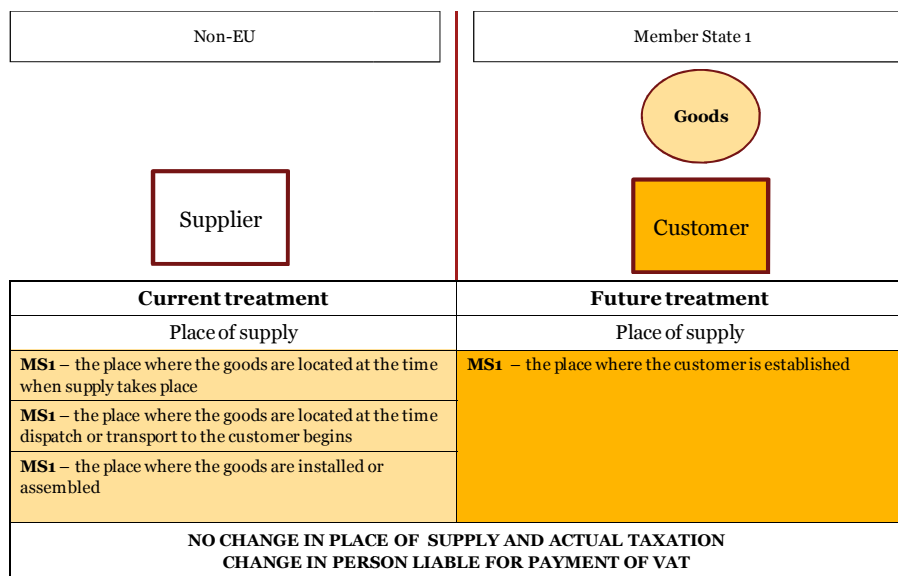 Non-EU
Member State 1
Goods
Supplier
Customer
Current treatment
Future treatment
Place of supply
Place of supply
MS1 – the place where the goods are located at the time
when supply takes place
MS1 – the place where the customer is established
MS1 – the place where the goods are located at the time
dispatch or transport to the customer begins
MS1 – the place where the goods are installed or
assembled
NO CHANGE IN PLACE OF SUPPLY AND ACTUAL TAXATION
CHANGE IN PERSON LIABLE FOR PAYMENT OF VAT